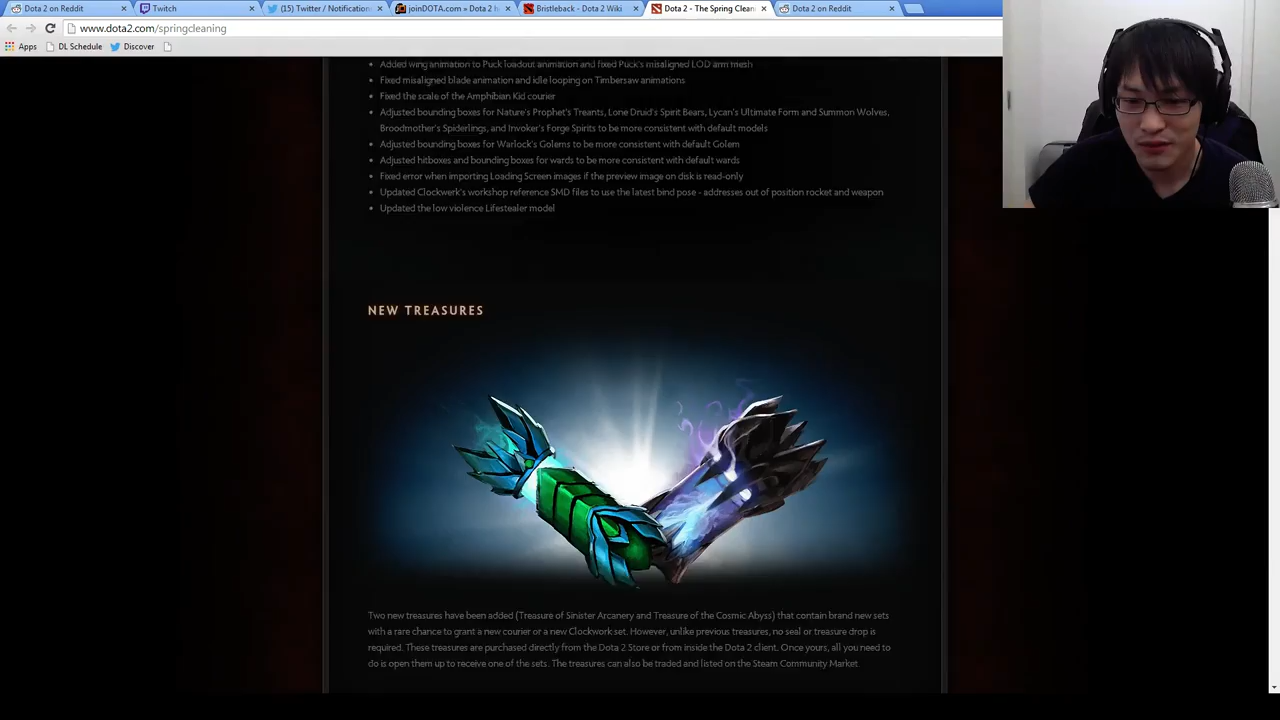 Dota 2 on Reddit
Twitch
(15) Twitter / Notification
joinDOTA.com » Dota 2 h
Bristleback - Dota 2 Wiki
Dota 2 - The Spring Clean
Dota 2 on Reddit
www.dota2.com/springcleaning
Apps
DL Schedule
Discover
Added wing animation to Puck loadout animation and fixed Puck's misaligned LOD arm mesh
Fixed misaligned blade animation and idle looping on Timbersaw animations
Fixed the scale of the Amphibian Kid courier
Adjusted bounding boxes for Nature's Prophet's Treants, Lone Druid's Spirit Bears, Lycan's Ultimate Form and Summon Wolves,
Broodmother's Spiderlings, and Invoker's Forge Spirits to be more consistent with default models
Adjusted bounding boxes for Warlock's Golems to be more consistent with default Golem
Adjusted hitboxes and bounding boxes for wards to be more consistent with default wards
Fixed error when importing Loading Screen images if the preview image on disk is read-only
Updated Clockwerk's workshop reference SMD files to use the latest bind pose - addresses out of position rocket and weapon
Updated the low violence Lifestealer model
NEW TREASURES
Two new treasures have been added (Treasure of Sinister Arcanery and Treasure of the Cosmic Abyss) that contain brand new sets
with a rare chance to grant a new courier or a new Clockwork set. However, unlike previous treasures, no seal or treasure drop is
required. These treasures are purchased directly from the Dota 2 Store or from inside the Dota 2 client. Once yours, all you need to
do is open them up to receive one of the sets. The treasures can also be traded and listed on the Steam Community Market.